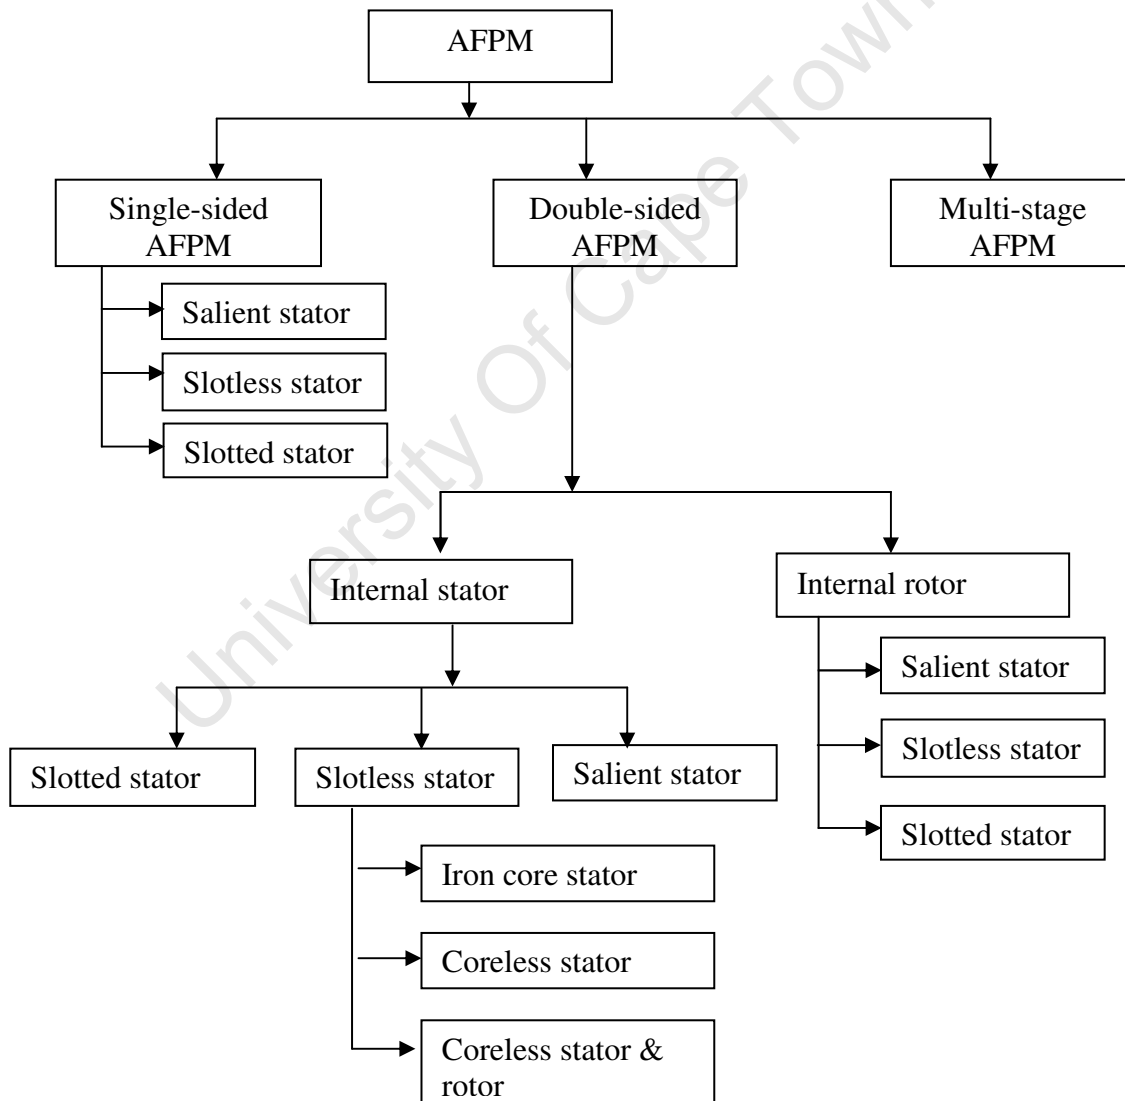 AFPM
Single-sided
AFPM
Double-sided
AFPM
Multi-stage
AFPM
Salient stator
Slotless stator
Slotted stator
Internal stator
Internal rotor
Salient stator
Slotless stator
Slotted stator
Slotted stator
Slotless stator
Salient stator
Iron core stator
Coreless stator
Coreless stator &
rotor
University Of Cape Town